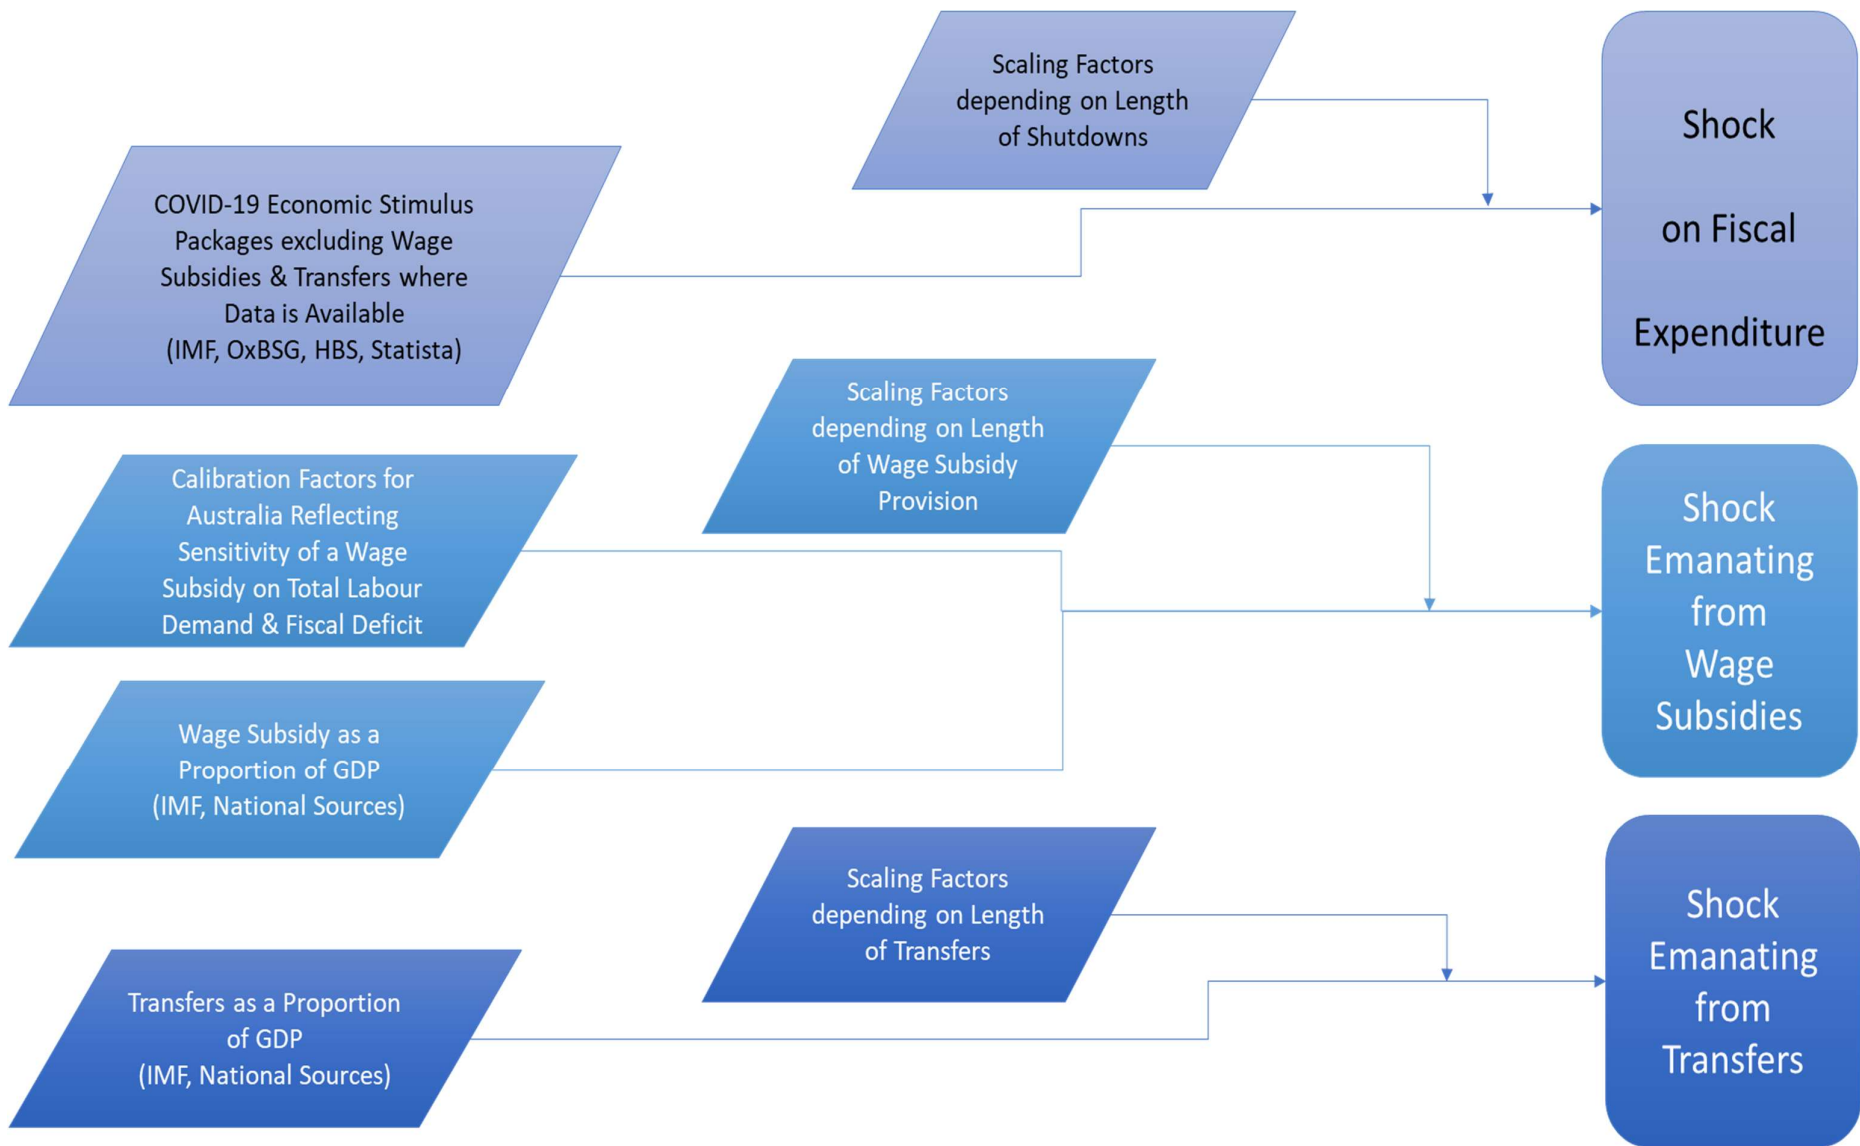 Scaling Factors
depending on Length
of Shutdowns
Shock
on Fiscal
Expenditure
COVID-19 Economic Stimulus
Packages excluding Wage
Subsidies & Transfers where
Data is Available
(IMF, OxBSG, HBS, Statista)
Scaling Factors
depending on Length
of Wage Subsidy
Provision
Calibration Factors for
Australia Reflecting
Sensitivity of a Wage
Subsidy on Total Labour
Demand & Fiscal Deficit
Shock
Emanating
from
Wage
Subsidies
Wage Subsidy as a
Proportion of GDP
(IMF, National Sources)
Scaling Factors
depending on Length
of Transfers
Shock
Emanating
from
Transfers
Transfers as a Proportion
of GDP
(IMF, National Sources)